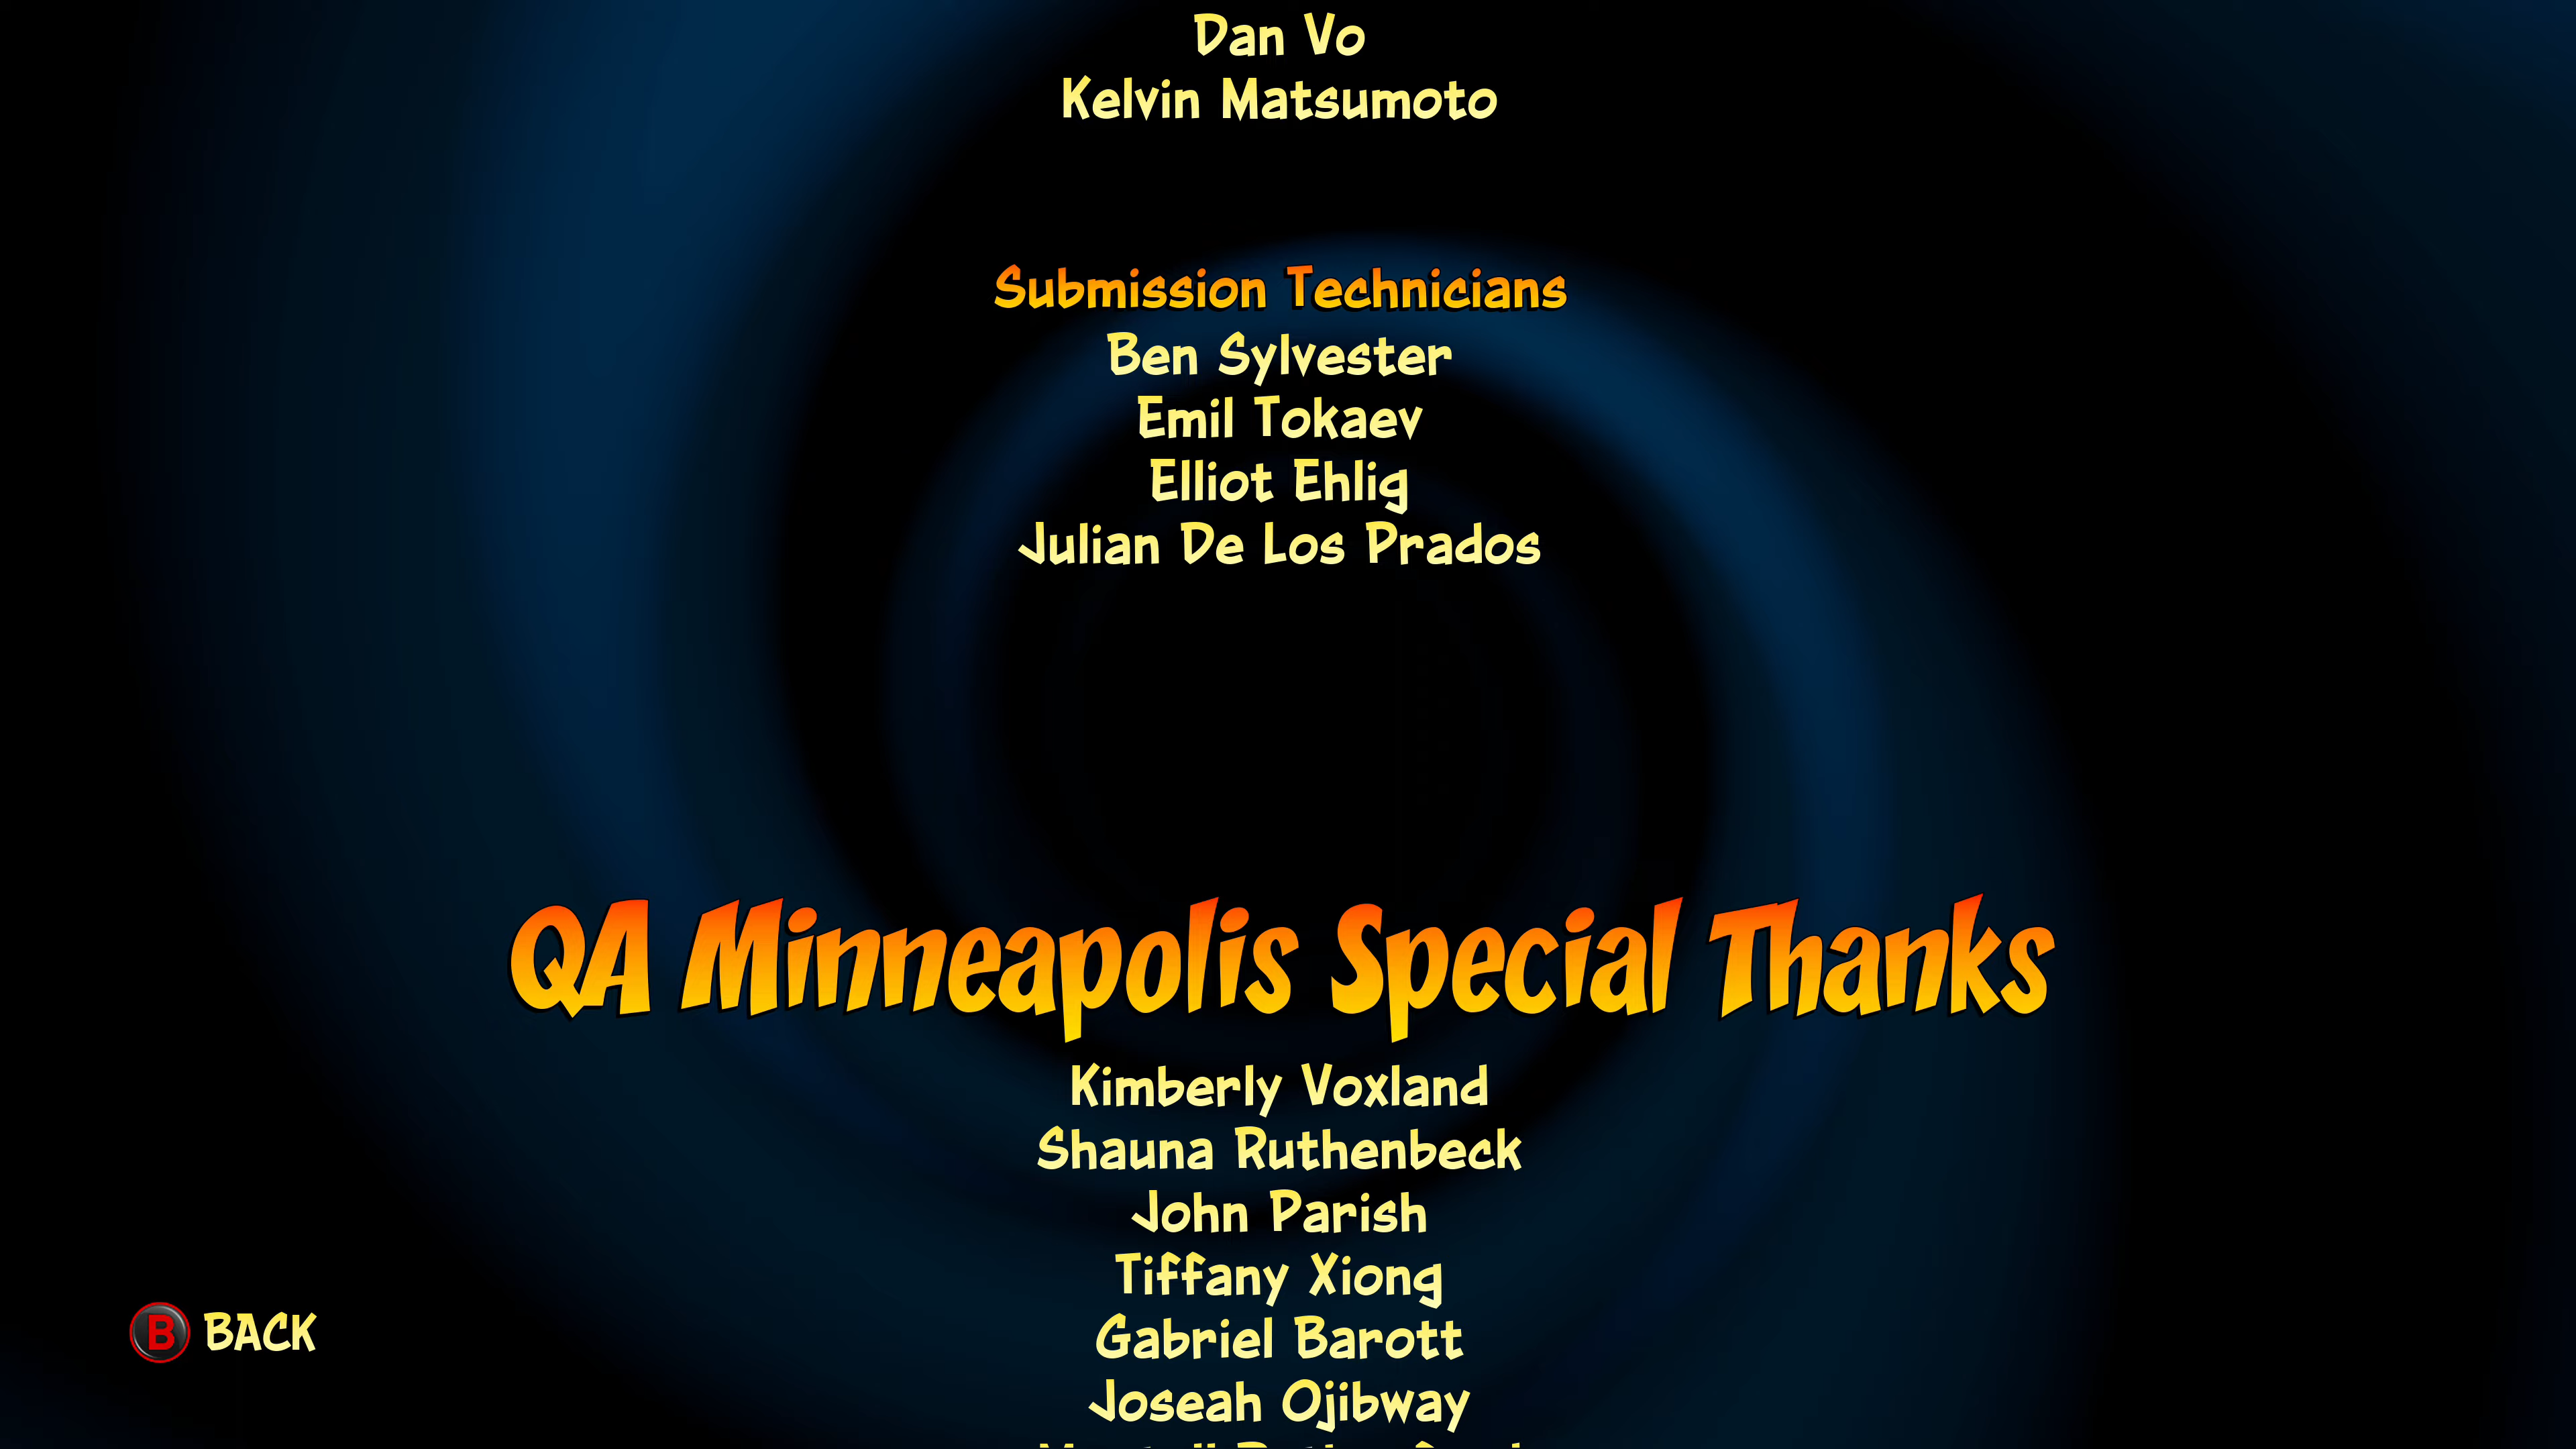 Dan Vo
Kelvin Matsumoto
Submission Technicians
Ben Sylvester
Emil Tokaev
Elliot Ehlig
Julian De Los Prados
QA Minneapolis Special Thanks
Kimberly Voxland
Shauna Ruthenbeck
John Parish
Tiffany Xiong
Gabriel Barott
B BACK
Joseah Ojibway